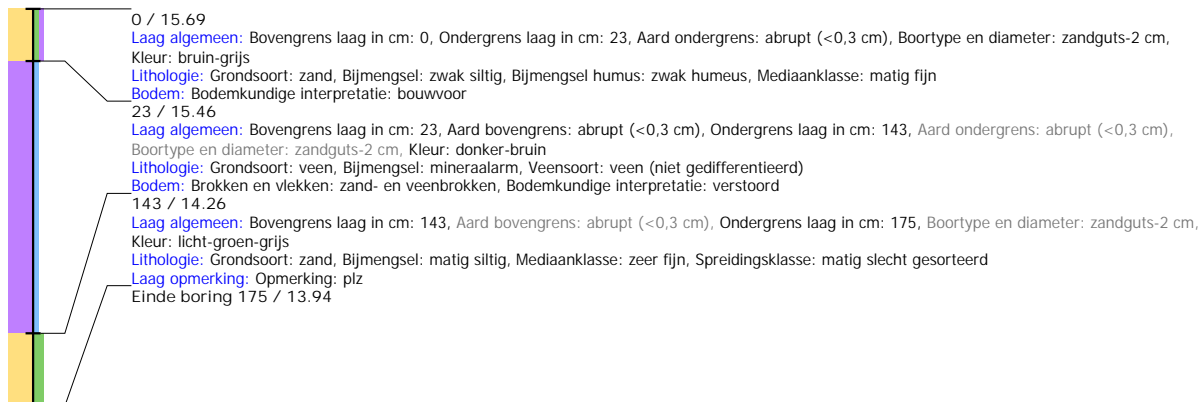 0 / 15.69
Laag algemeen: Bovengrens laag in cm: 0, Ondergrens laag in cm: 23, Aard ondergrens: abrupt (<0,3 cm), Boortype en diameter: zandguts-2 cm,
Kleur: bruin-grijs
Lithologie: Grondsoort: zand, Bijmengsel: zwak siltig, Bijmengsel humus: zwak humeus, Mediaanklasse: matig fijn
Bodem: Bodemkundige interpretatie: bouwvoor
23 / 15.46
Laag algemeen: Bovengrens laag in cm: 23, Aard bovengrens: abrupt (<0,3 cm), Ondergrens laag in cm: 143, Aard ondergrens: abrupt (<0,3 cm),
Boortype en diameter: zandguts-2 cm, Kleur: donker-bruin
Lithologie: Grondsoort: veen, Bijmengsel: mineraalarm, Veensoort: veen (niet gedifferentieerd)
Bodem: Brokken en vlekken: zand- en veenbrokken, Bodemkundige interpretatie: verstoord
143 / 14.26
Laag algemeen: Bovengrens laag in cm: 143, Aard bovengrens: abrupt (<0,3 cm), Ondergrens laag in cm: 175, Boortype en diameter: zandguts-2 cm,
Kleur: licht-groen-grijs
Lithologie: Grondsoort: zand, Bijmengsel: matig siltig, Mediaanklasse: zeer fijn, Spreidingsklasse: matig slecht gesorteerd
Laag opmerking: Opmerking: plz
Einde boring 175 / 13.94